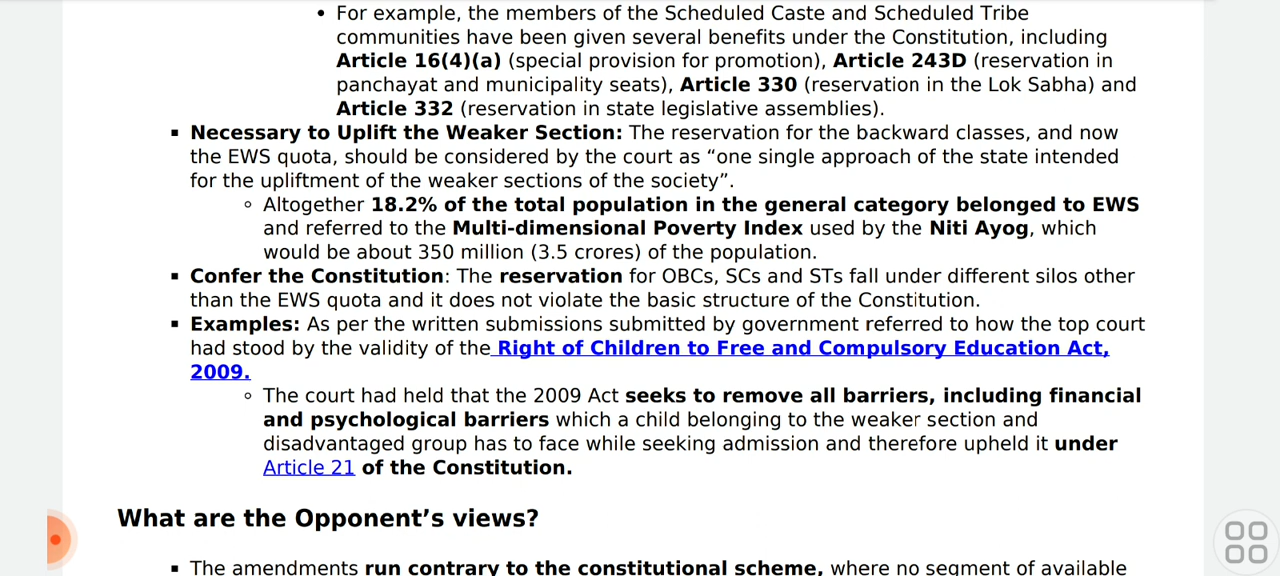 • For example, the members of the Scheduled Caste and Scheduled Tribe
communities have been given several benefits under the Constitution, including
Article 16(4)(a) (special provision for promotion), Article 243D (reservation in
panchayat and municipality seats), Article 330 (reservation in the Lok Sabha) and
Article 332 (reservation in state legislative assemblies).
▪ Necessary to Uplift the Weaker Section: The reservation for the backward classes, and now
the EWS quota, should be considered by the court as “one single approach of the state intended
for the upliftment of the weaker sections of the society”.
◦ Altogether 18.2% of the total population in the general category belonged to EWS
and referred to the Multi-dimensional Poverty Index used by the Niti Ayog, which
would be about 350 million (3.5 crores) of the population.
▪ Confer the Constitution: The reservation for OBCs, SCs and STs fall under different silos other
than the EWS quota and it does not violate the basic structure of the Constitution.
▪ Examples: As per the written submissions submitted by government referred to how the top court
had stood by the validity of the Right of Children to Free and Compulsory Education Act,
2009.
◦ The court had held that the 2009 Act seeks to remove all barriers, including financial
and psychological barriers which a child belonging to the weaker section and
disadvantaged group has to face while seeking admission and therefore upheld it under
Article 21 of the Constitution.
What are the Opponent’s views?
▪ The amendments run contrary to the constitutional scheme, where no segment of available